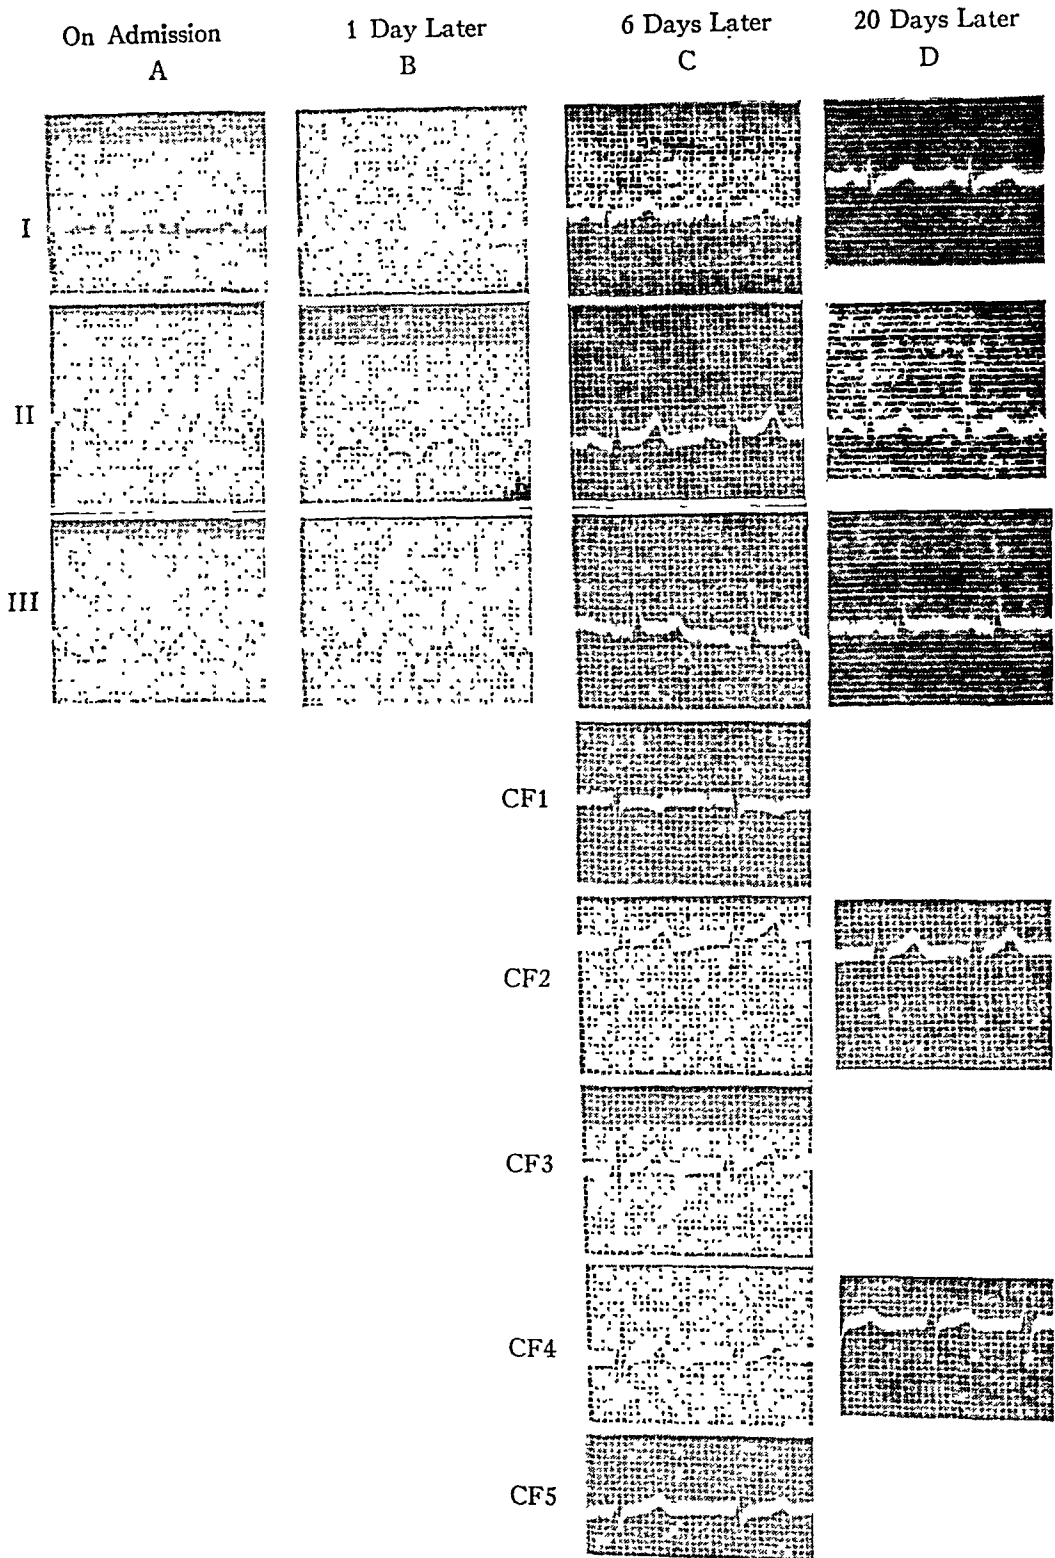 On Admission 1 Day Later 6 Days Later 20 Days Later
A B C D
I
II
III
CF1
CF2
CF3
CF4
CF5